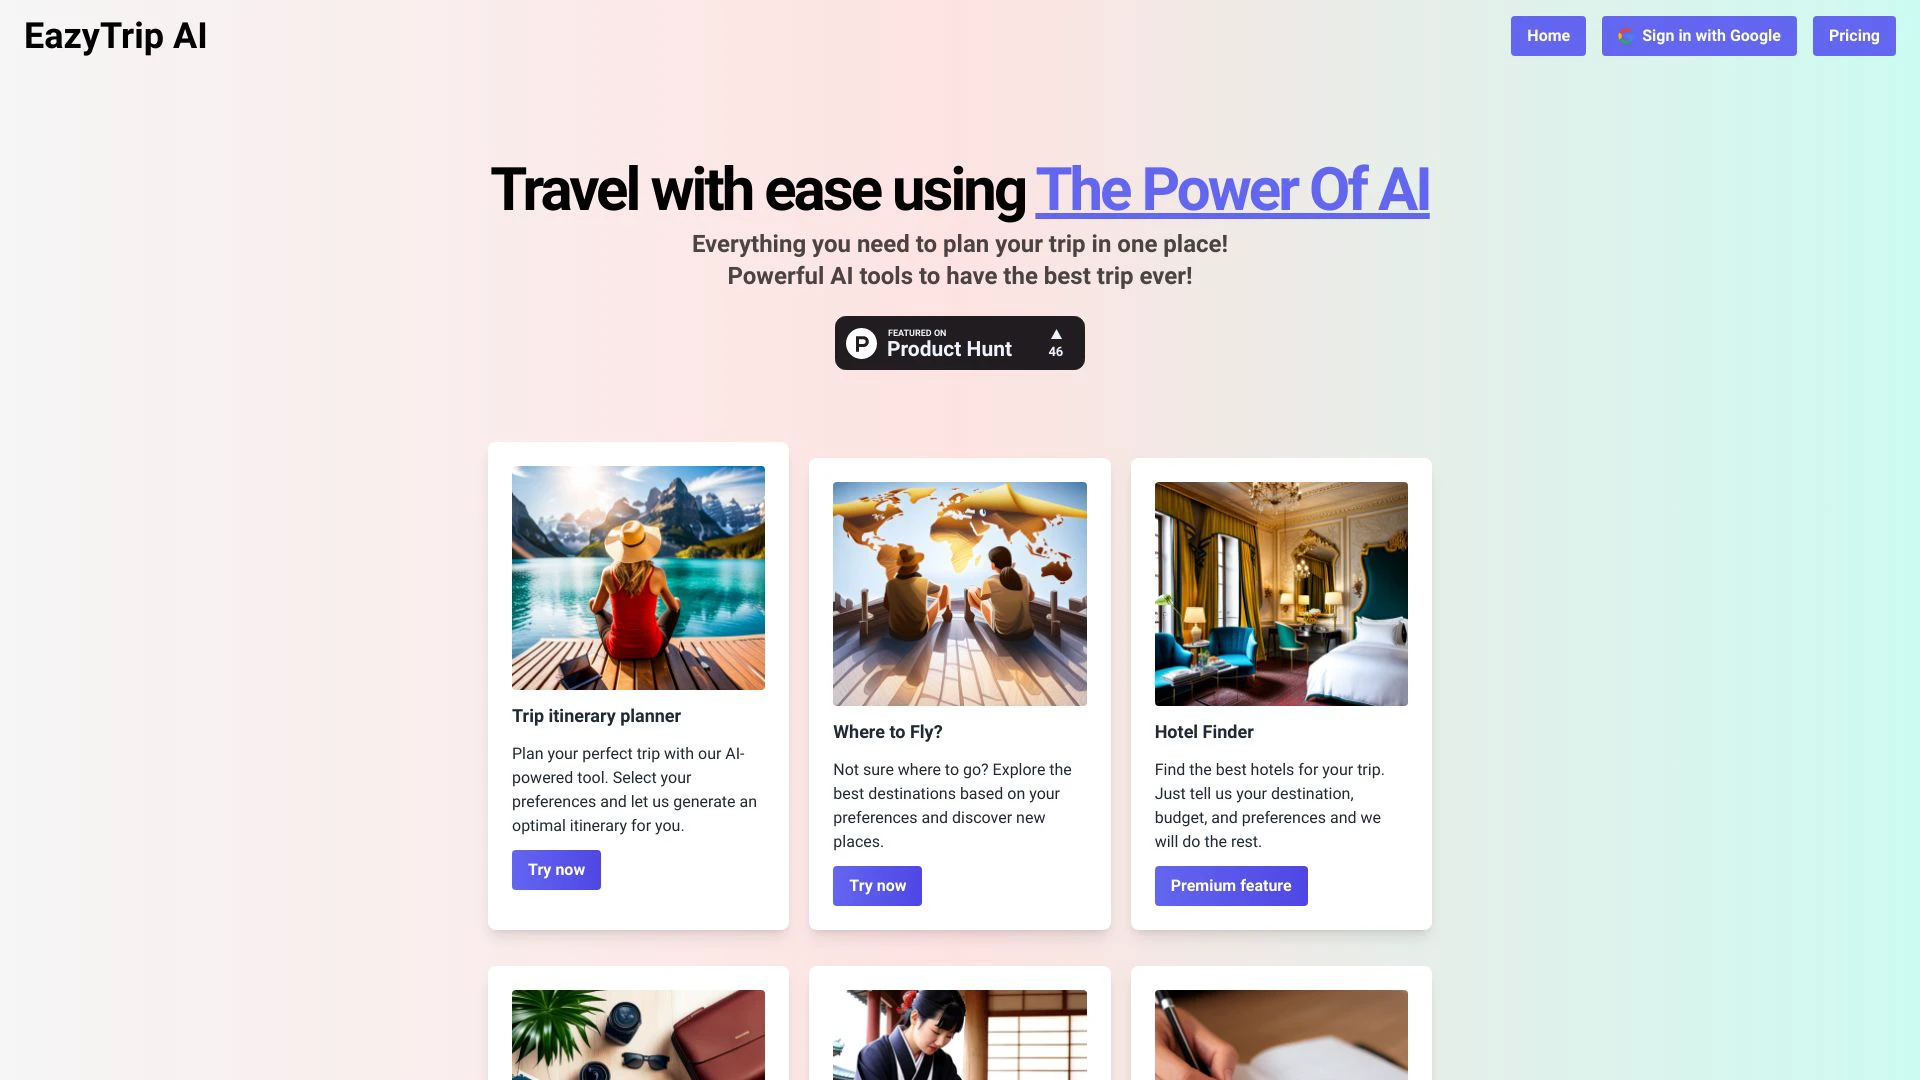 EazyTrip AI
Home
Sign in with Google
Pricing
Travel with ease using The Power Of AI
Everything you need to plan your trip in one place!
Powerful AI tools to have the best trip ever!
FEATURED ON
Product Hunt
46
Trip itinerary planner
Plan your perfect trip with our AI-
powered tool. Select your
preferences and let us generate an
optimal itinerary for you.
Try now
Where to Fly?
Not sure where to go? Explore the
best destinations based on your
preferences and discover new
places.
Try now
Hotel Finder
Find the best hotels for your trip.
Just tell us your destination,
budget, and preferences and we
will do the rest.
Premium feature